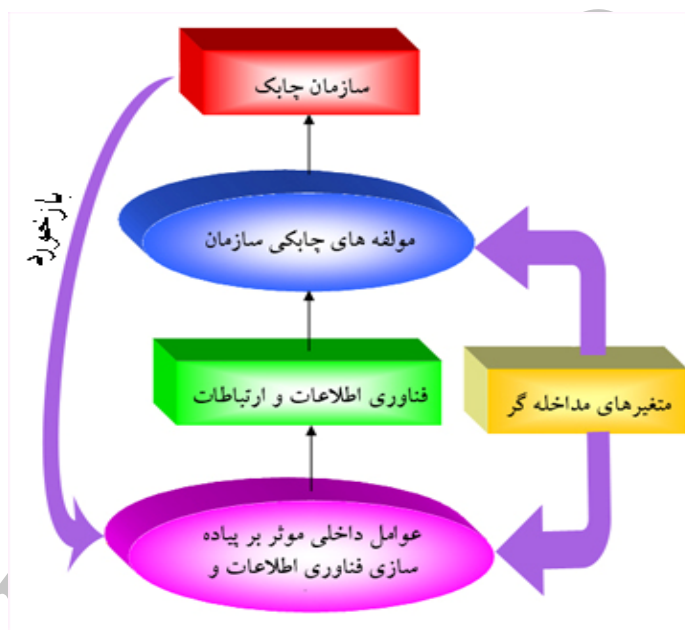 سازمان چابک
بازخورد
مولفه های چابکی سازمان
فناوری اطلاعات و ارتباطات
متغیرهای مداخله گر
عوامل داخلی موثر بر پیاده
سازی فناوری اطلاعات و